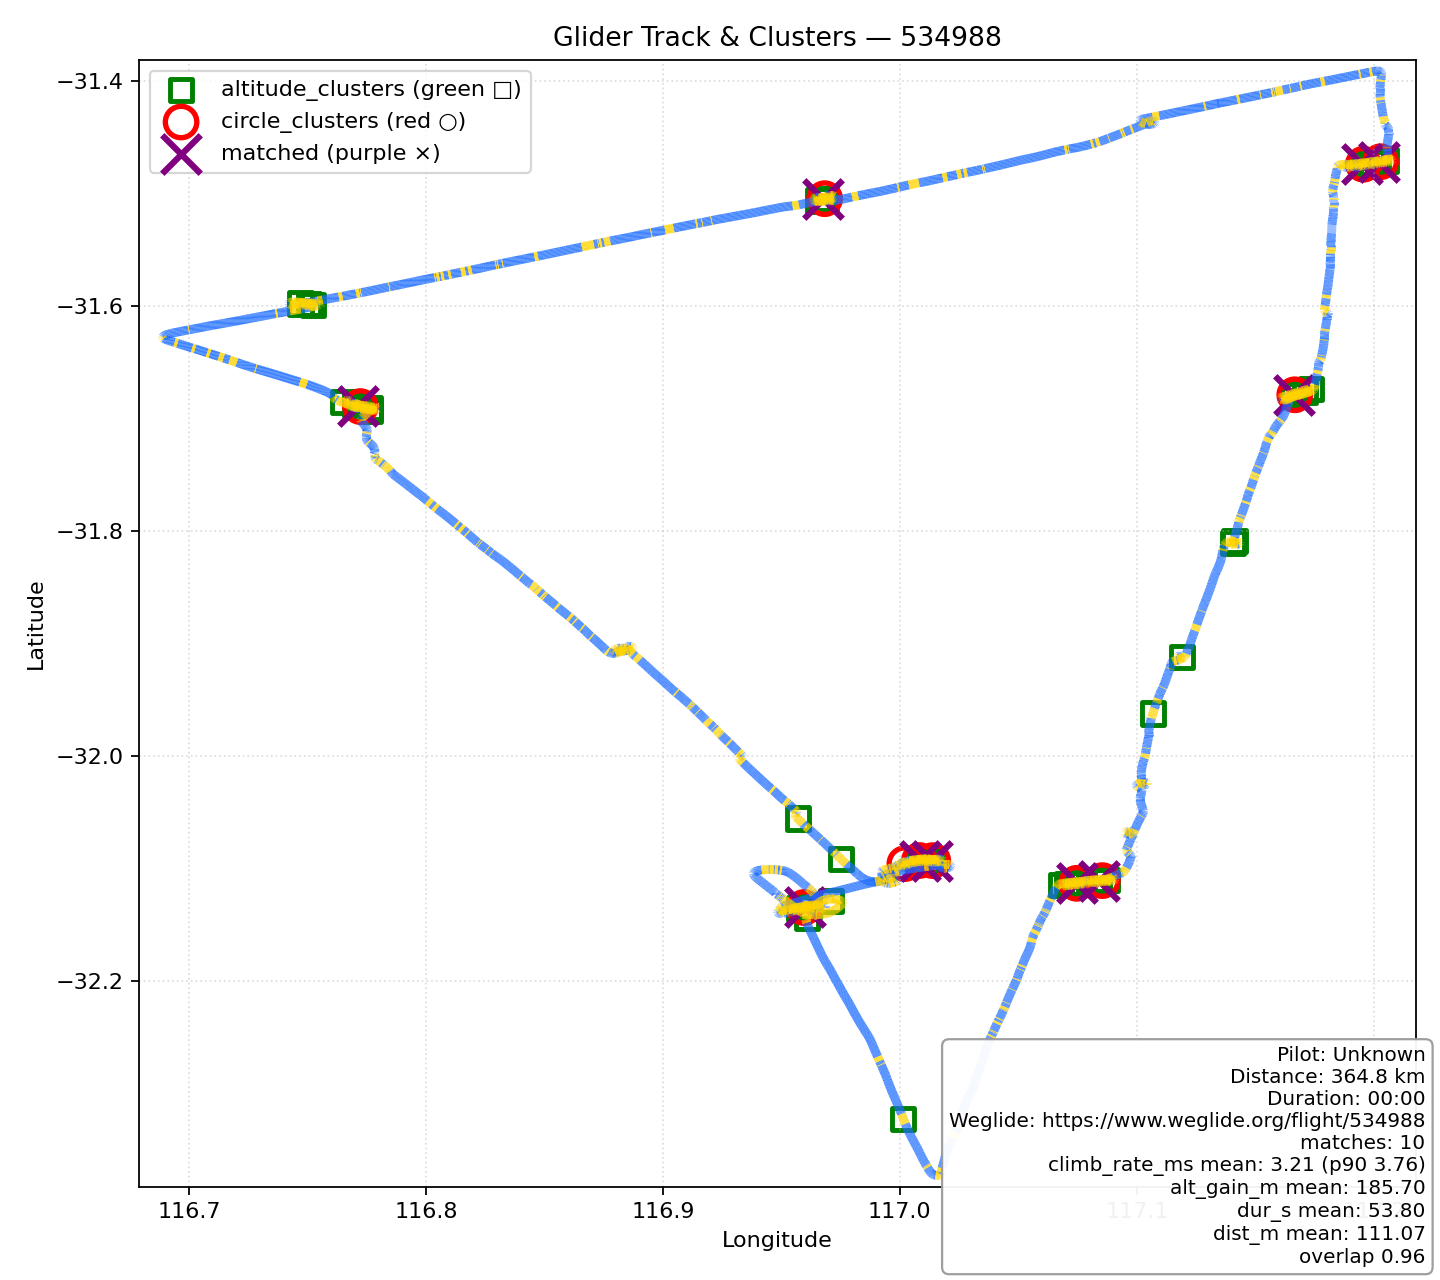 Glider Track & Clusters — 534988
altitude_clusters (green □)
circle_clusters (red ○)
matched (purple ×)
Latitude
−31.4
−31.6
−31.8
−32.0
−32.2
116.7
116.8
116.9
117.0
117.1
Longitude
Pilot: Unknown
Distance: 364.8 km
Duration: 00:00
Weglide: https://www.weglide.org/flight/534988
matches: 10
climb_rate_ms mean: 3.21 (p90 3.76)
alt_gain_m mean: 185.70
dur_s mean: 53.80
dist_m mean: 111.07
overlap 0.96